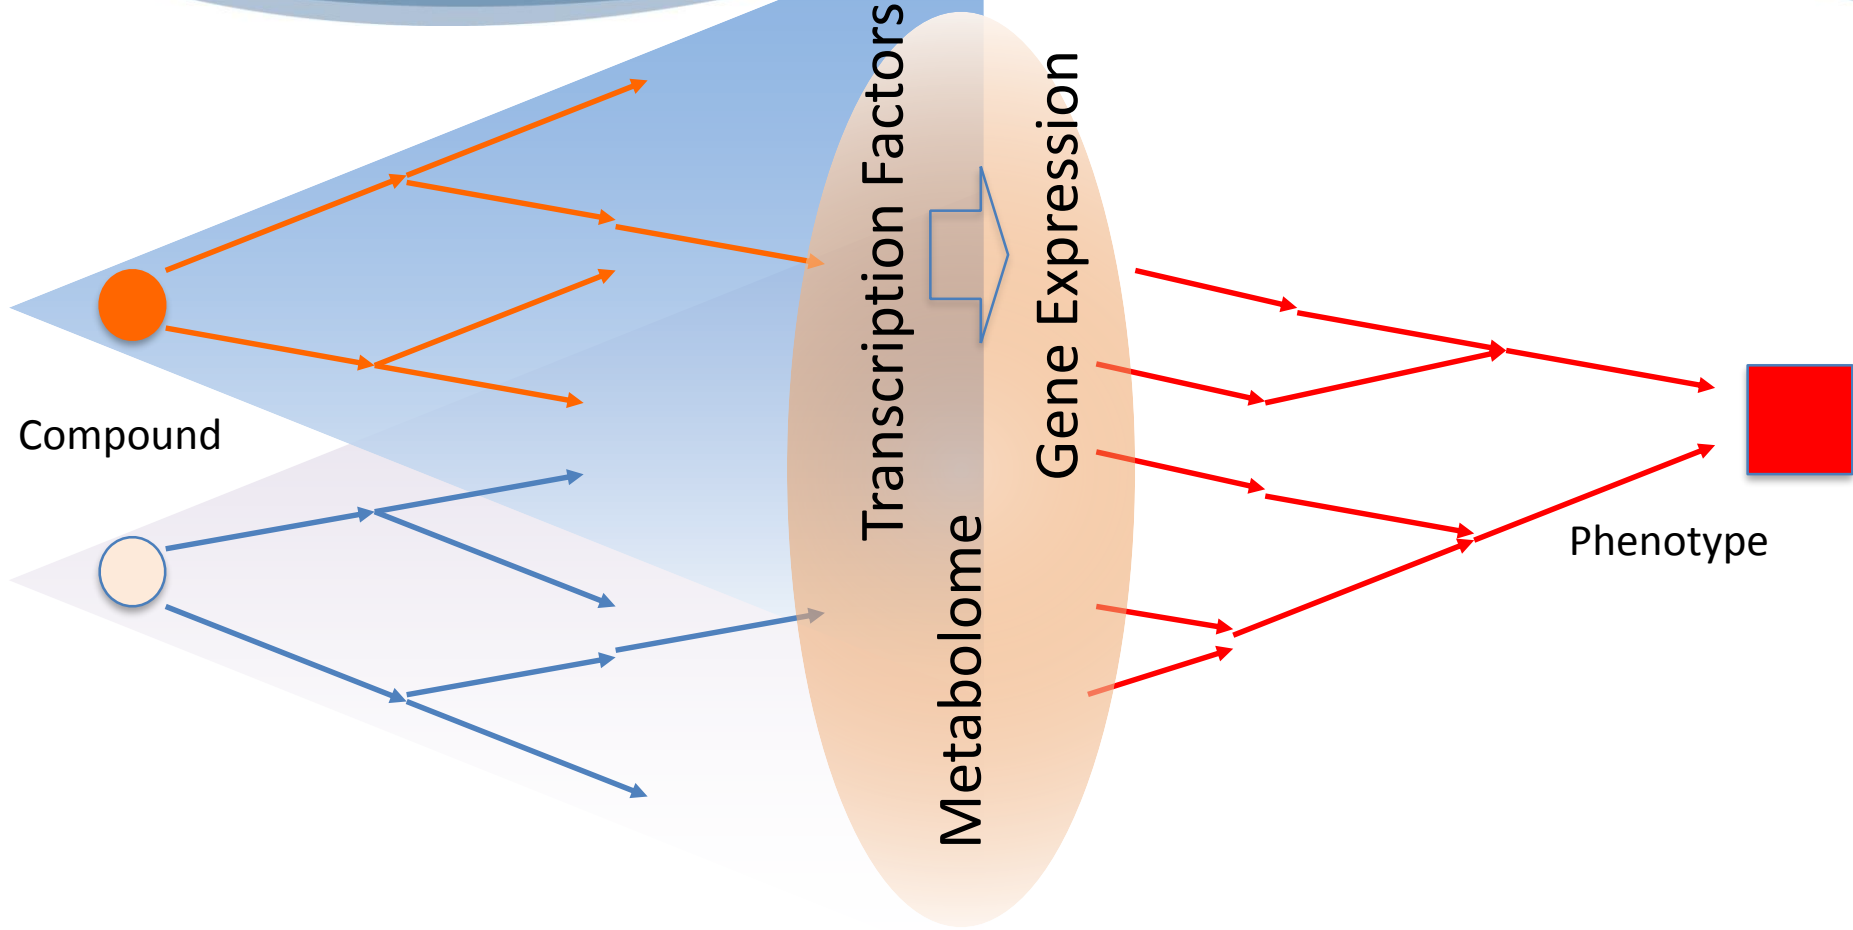 Compound
Transcription Factors
Metabolome
Gene Expression
Phenotype